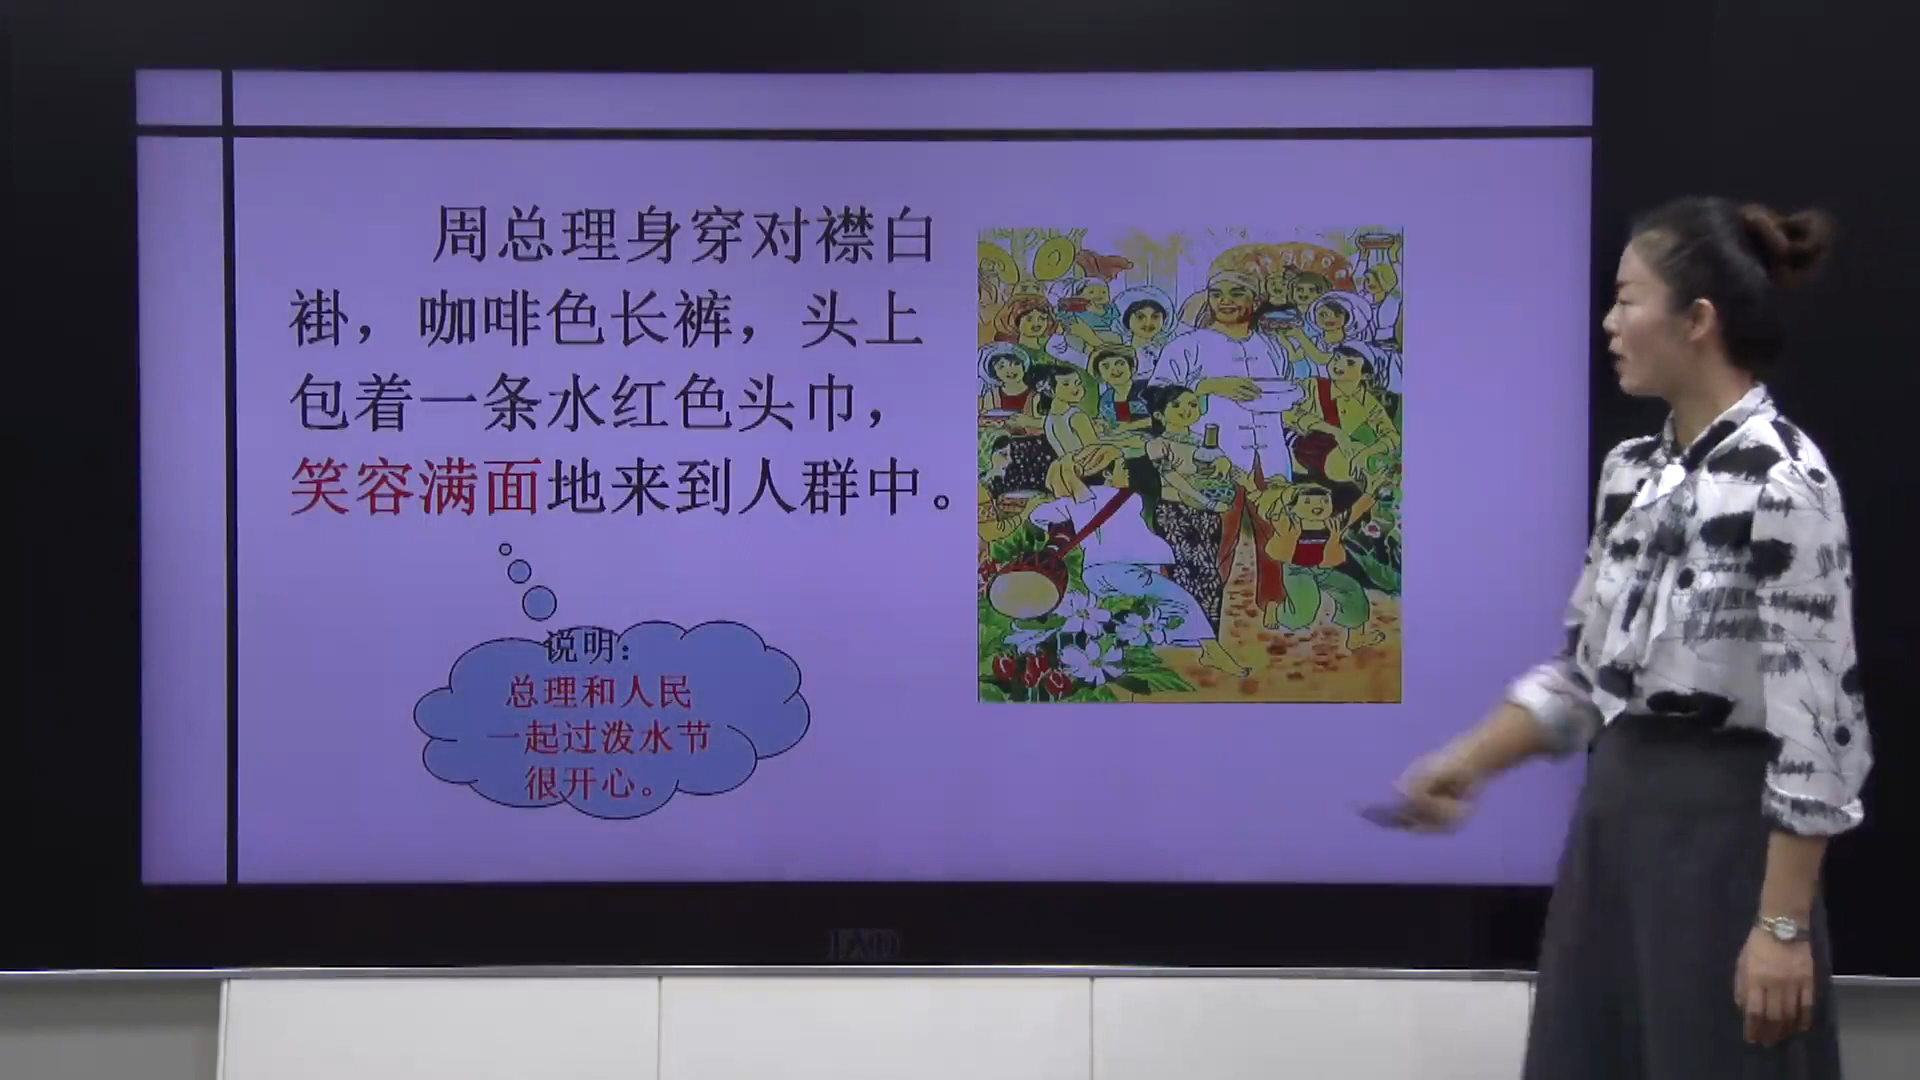 周总理身穿对襟白
褂，咖啡色长裤，头上
包着一条水红色头巾，
笑容满面地来到人群中。
说明：
总理和人民
一起过泼水节
很开心。